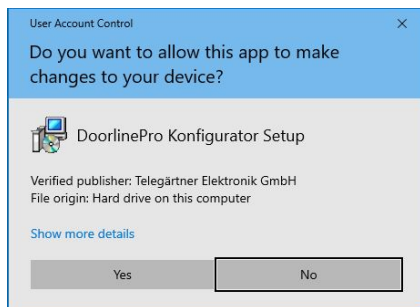 User Account Control
Do you want to allow this app to make
changes to your device?
DoorlinePro Konfigurator Setup
Verified publisher: Telegärtner Elektronik GmbH
File origin: Hard drive on this computer
Show more details
Yes
No